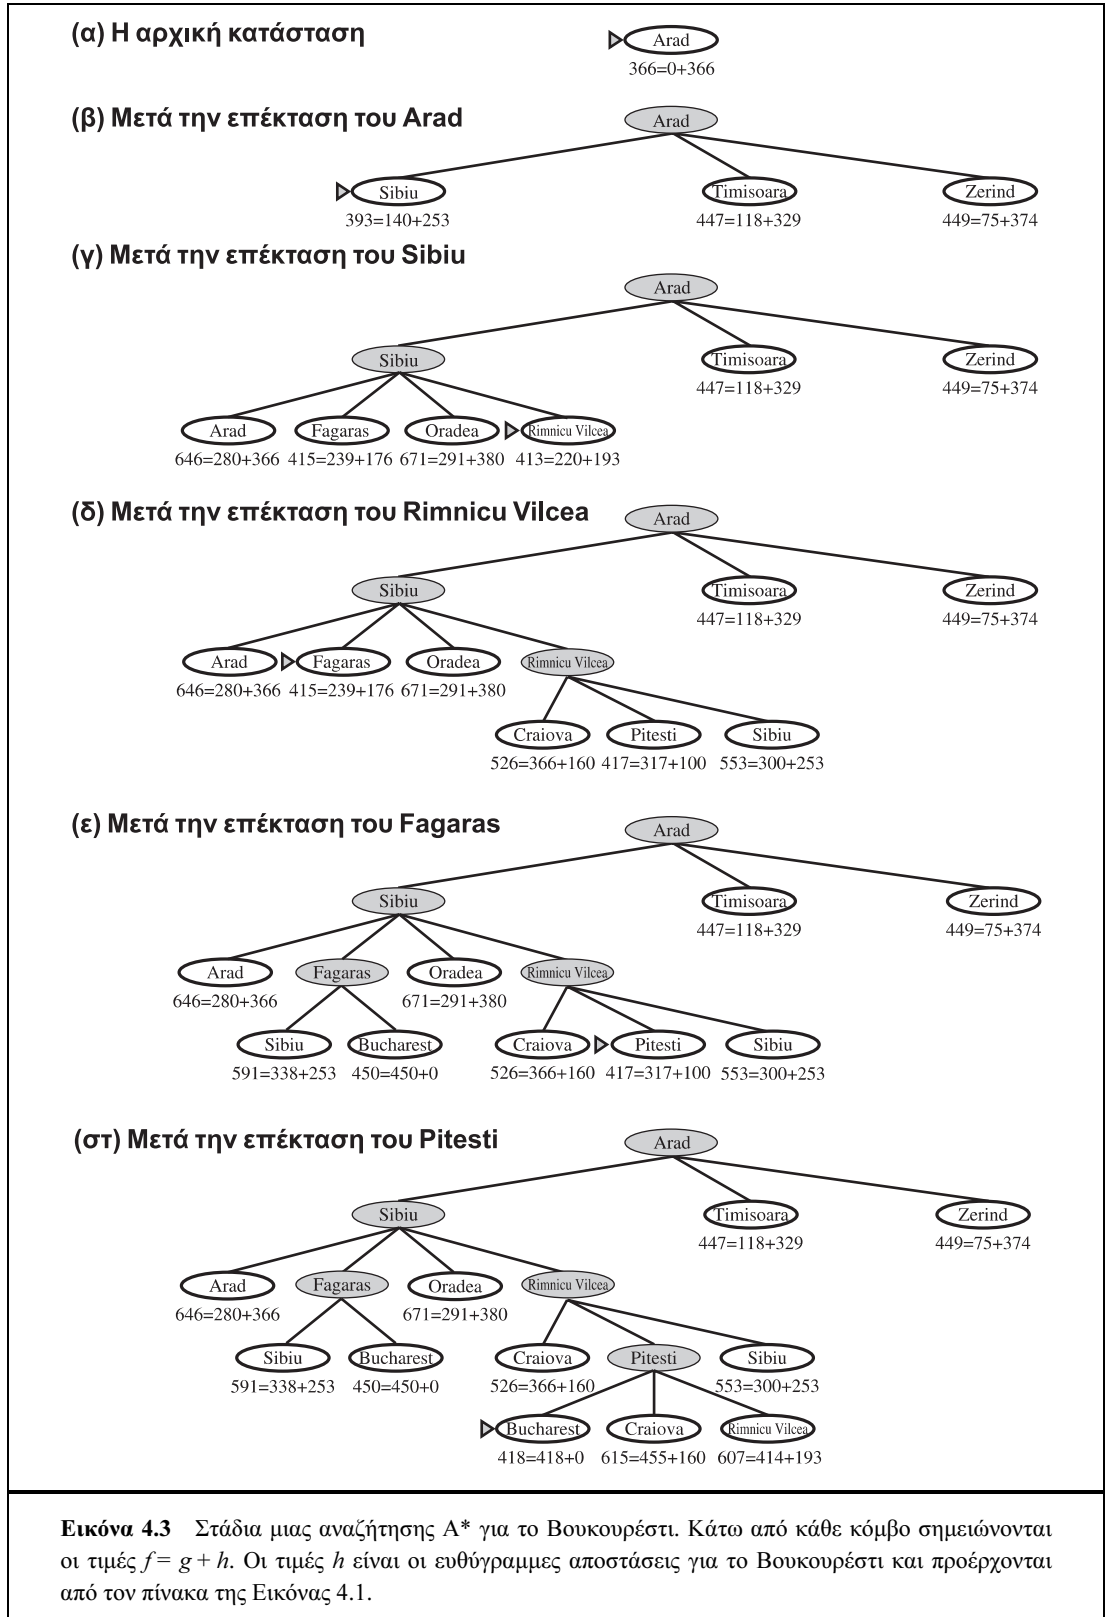 (α) Η αρχική κατάσταση
Arad
366=0+366
(β) Μετά την επέκταση του Arad
Arad
Sibiu Timisoara Zerind
393=140+253 447=118+329 449=75+374
(γ) Μετά την επέκταση του Sibiu
Arad
Sibiu Timisoara Zerind
447=118+329 449=75+374
Arad Fagaras Oradea Rimnicu Vilcea
646=280+366 415=239+176 671=291+380 413=220+193
(δ) Μετά την επέκταση του Rimnicu Vilcea
Arad
Sibiu Timisoara Zerind
447=118+329 449=75+374
Arad Fagaras Oradea Rimnicu Vilcea
646=280+366 415=239+176 671=291+380
Craiova Pitesti Sibiu
526=366+160 417=317+100 553=300+253
(ε) Μετά την επέκταση του Fagaras
Arad
Sibiu Timisoara Zerind
447=118+329 449=75+374
Arad Fagaras Oradea Rimnicu Vilcea
646=280+366 671=291+380
Sibiu Bucharest Craiova Pitesti Sibiu
591=338+253 450=450+0 526=366+160 417=317+100 553=300+253
(στ) Μετά την επέκταση του Pitesti
Arad
Sibiu Timisoara Zerind
447=118+329 449=75+374
Arad Fagaras Oradea Rimnicu Vilcea
646=280+366 671=291+380
Sibiu Bucharest Craiova Pitesti Sibiu
591=338+253 450=450+0 526=366+160 553=300+253
Bucharest Craiova Rimnicu Vilcea
418=418+0 615=455+160 607=414+193
Εικόνα 4.3 Στάδια μιας αναζήτησης A* για το Βουκουρέστι. Κάτω από κάθε κόμβο σημειώνονται
οι τιμές f = g + h. Οι τιμές h είναι οι ευθύγραμμες αποστάσεις για το Βουκουρέστι και προέρχονται
από τον πίνακα της Εικόνας 4.1.